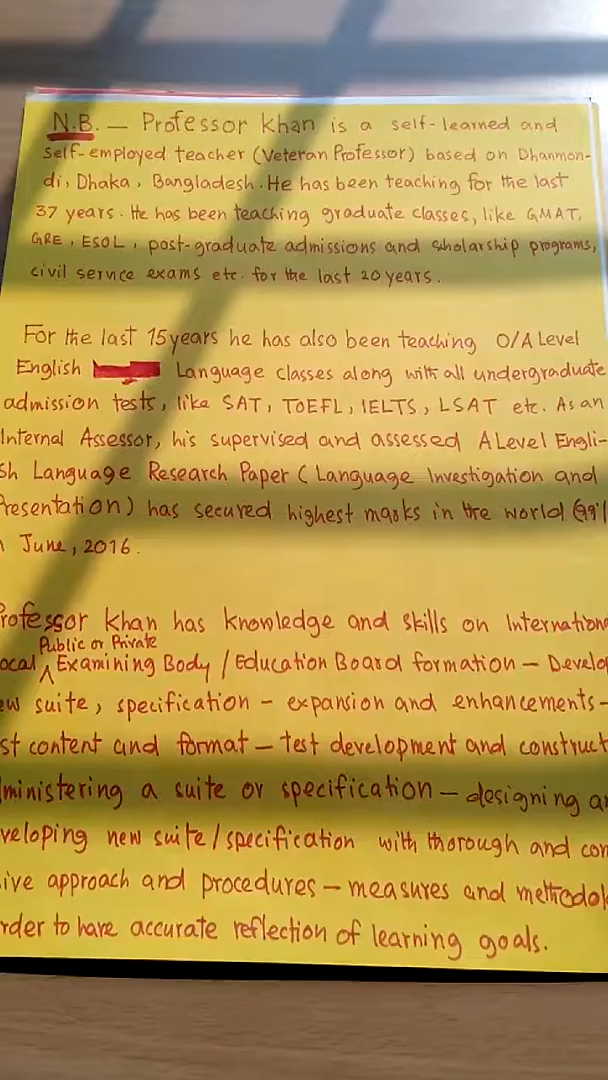 N.B. — Professor Khan is a self-learned and
self-employed teacher (Veteran Professor) based on Dhanmon-
di, Dhaka, Bangladesh. He has been teaching for the last
37 years. He has been teaching graduate classes, like GMAT,
GRE, ESOL, post-graduate admissions and scholarship programs,
civil service exams etc. for the last 20 years.
For the last 15 years he has also been teaching O/A Level
English Language classes along with all undergraduate
admission tests, like SAT, TOEFL, IELTS, LSAT etc. As an
Internal Assessor, his supervised and assessed A Level Engli-
sh Language Research Paper (Language Investigation and
Presentation) has secured highest marks in the world
June, 2016.
Professor Khan has knowledge and skills on Internation
Public or Private
ocal ^ Examining Body / Education Board formation — Develo
ew suite, specification - expansion and enhancements-
st content and format — test development and construct
ministering a suite or specification — designing an
veloping new suite/specification with thorough and com
ive approach and procedures — measures and methodol
rder to have accurate reflection of learning goals.